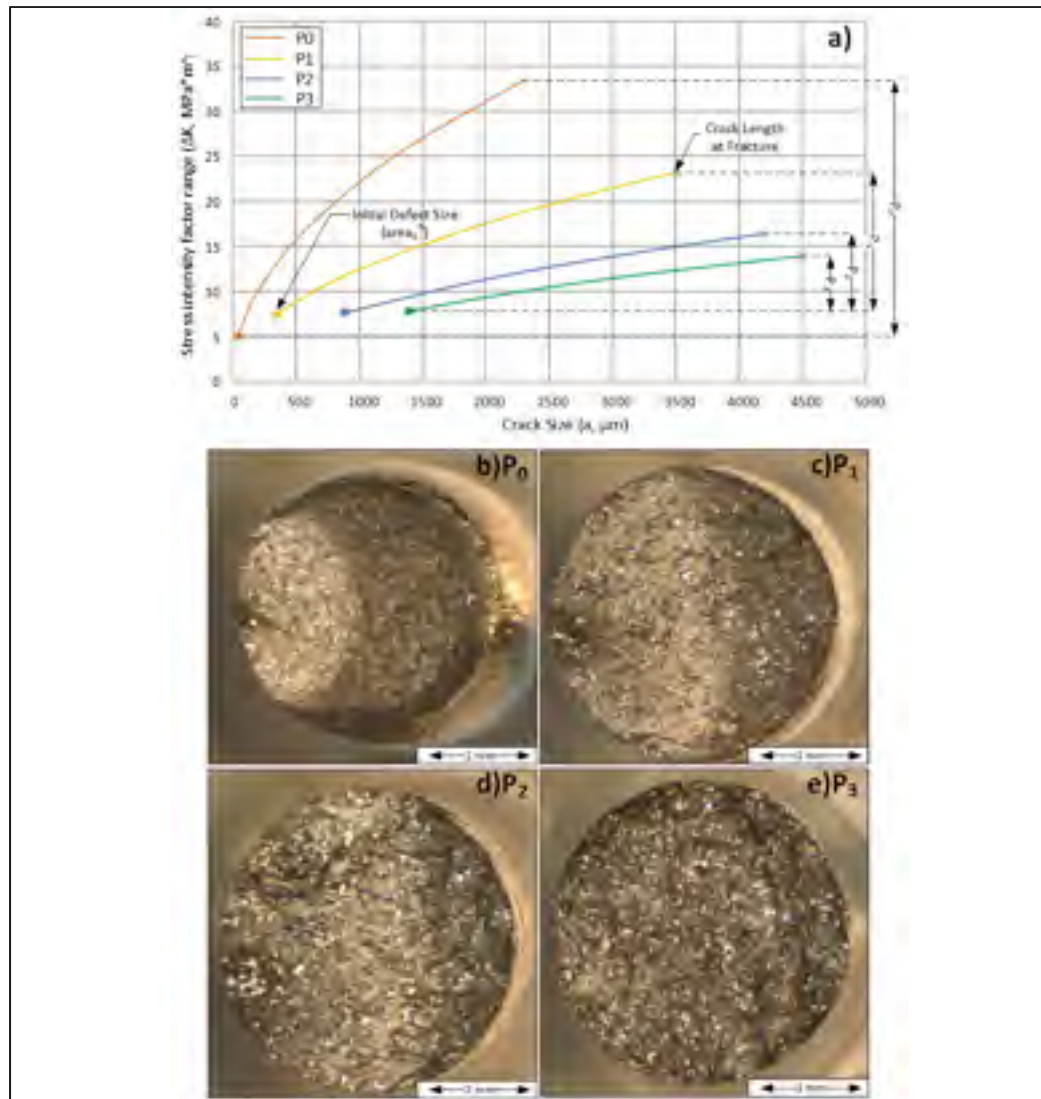 40
35
30
25
20
15
10
5
0
Stress intensity factor range (ΔK, MPa*m
P0
P1
P2
P3
a)
Crack Length
at Fracture
Initial Defect Size
0 500 1000 1500 2000 2500 3000 3500 4000 4500 5000
Crack Size (a, μm)
b)P₀
c)P₁
d)P₂
e)P₃